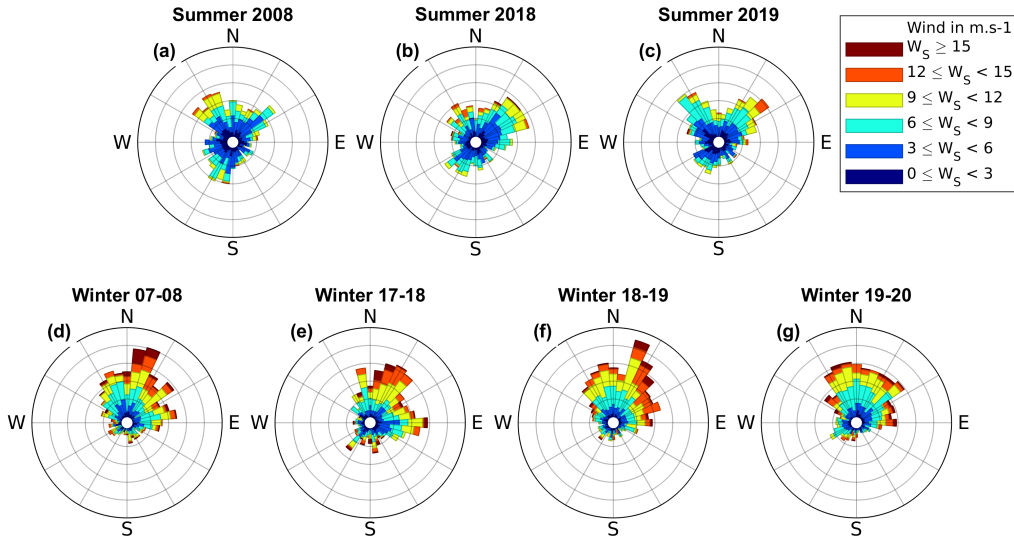 Summer 2008
Summer 2018
Summer 2019
(a)
N
W
E
S
(b)
N
W
E
S
(c)
N
W
E
S
Wind in m.s-1
W_S ≥ 15
12 ≤ W_S < 15
9 ≤ W_S < 12
6 ≤ W_S < 9
3 ≤ W_S < 6
0 ≤ W_S < 3
Winter 07-08
Winter 17-18
Winter 18-19
Winter 19-20
(d)
N
W
E
S
(e)
N
W
E
S
(f)
N
W
E
S
(g)
N
W
E
S